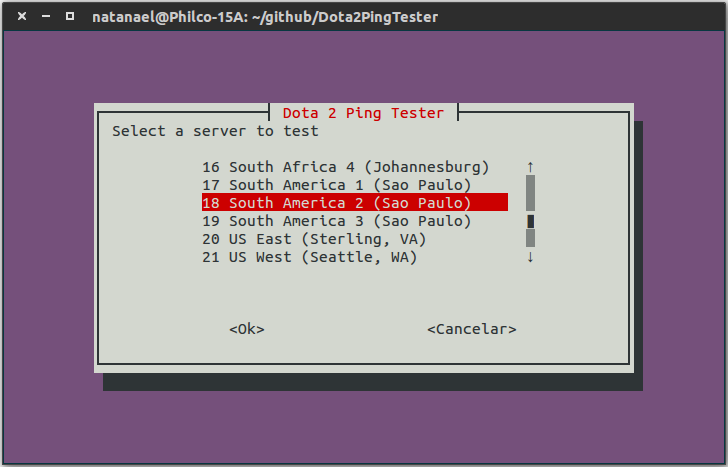 natanael@Philco-15A: ~/github/Dota2PingTester
Dota 2 Ping Tester
Select a server to test
16 South Africa 4 (Johannesburg)
17 South America 1 (Sao Paulo)
18 South America 2 (Sao Paulo)
19 South America 3 (Sao Paulo)
20 US East (Sterling, VA)
21 US West (Seattle, WA)
<Ok> <Cancelar>